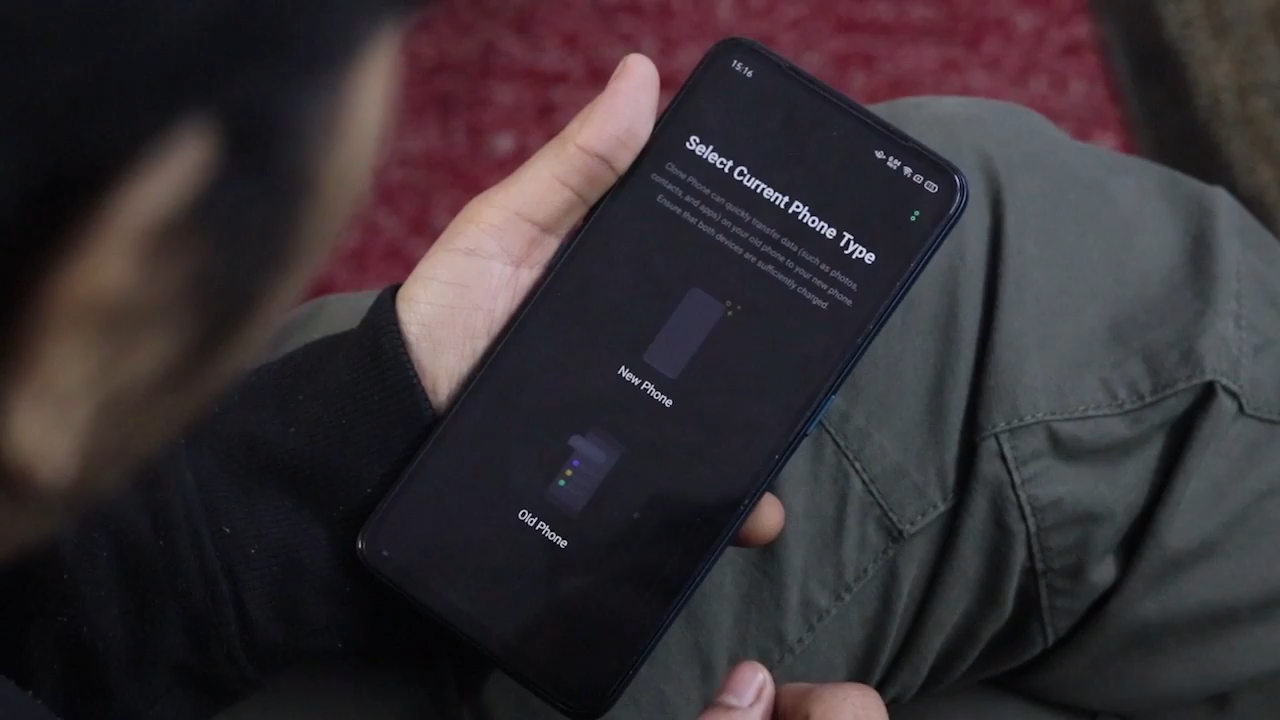 15:16
Select Current Phone Type
Clone Phone can quickly transfer data (such as photos,
contacts, and apps) on your old phone to your new phone.
Ensure that both devices are sufficiently charged.
New Phone
Old Phone